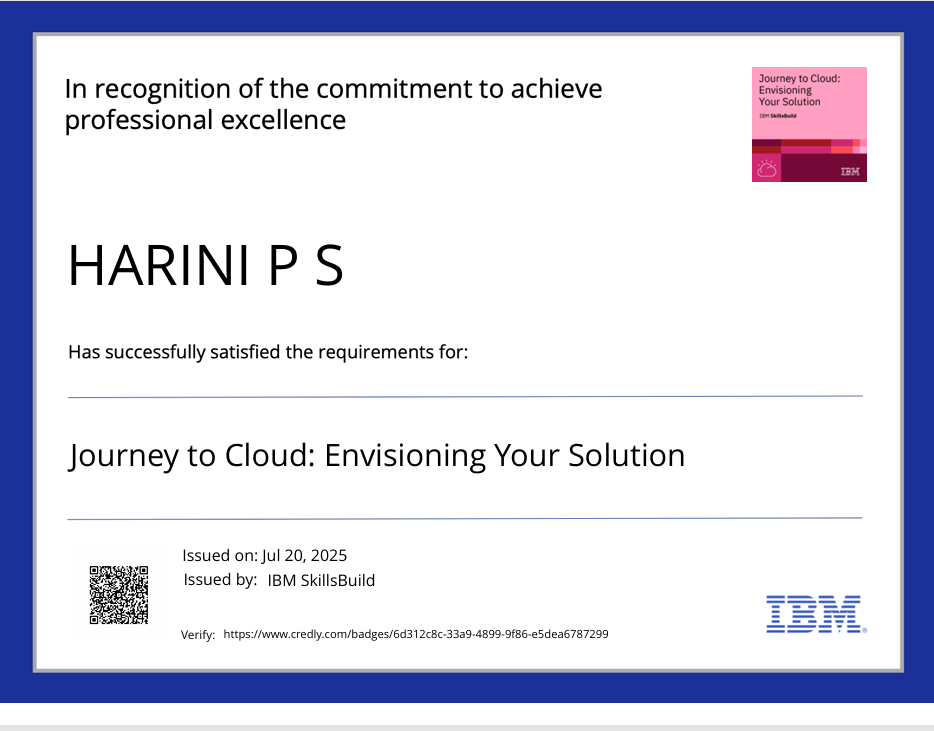 In recognition of the commitment to achieve
professional excellence
Journey to Cloud:
Envisioning
Your Solution
IBM SkillsBuild
IBM
HARINI P S
Has successfully satisfied the requirements for:
Journey to Cloud: Envisioning Your Solution
Issued on: Jul 20, 2025
Issued by: IBM SkillsBuild
Verify: https://www.credly.com/badges/6d312c8c-33a9-4899-9f86-e5dea6787299
IBM®